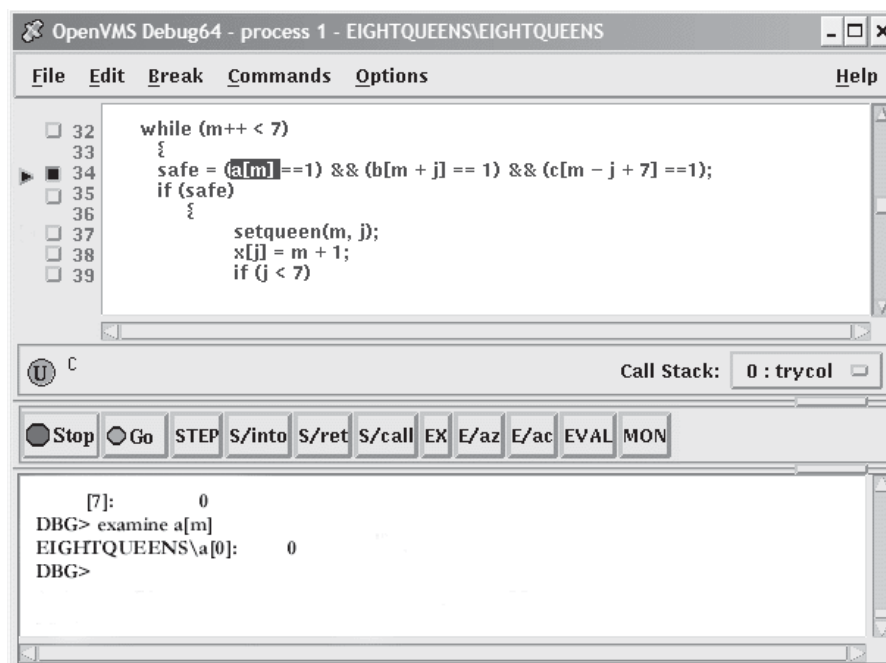 OpenVMS Debug64 - process 1 - EIGHTQUEENS\EIGHTQUEENS
File Edit Break Commands Options Help
32 while (m++ < 7)
33 {
34 safe = (a[m] ==1) && (b[m + j] == 1) && (c[m − j + 7] ==1);
35 if (safe)
36 {
37 setqueen(m, j);
38 x[j] = m + 1;
39 if (j < 7)
U C Call Stack: 0 : trycol
Stop Go STEP S/into S/ret S/call EX E/az E/ac EVAL MON
[7]: 0
DBG> examine a[m]
EIGHTQUEENS\a[0]: 0
DBG>